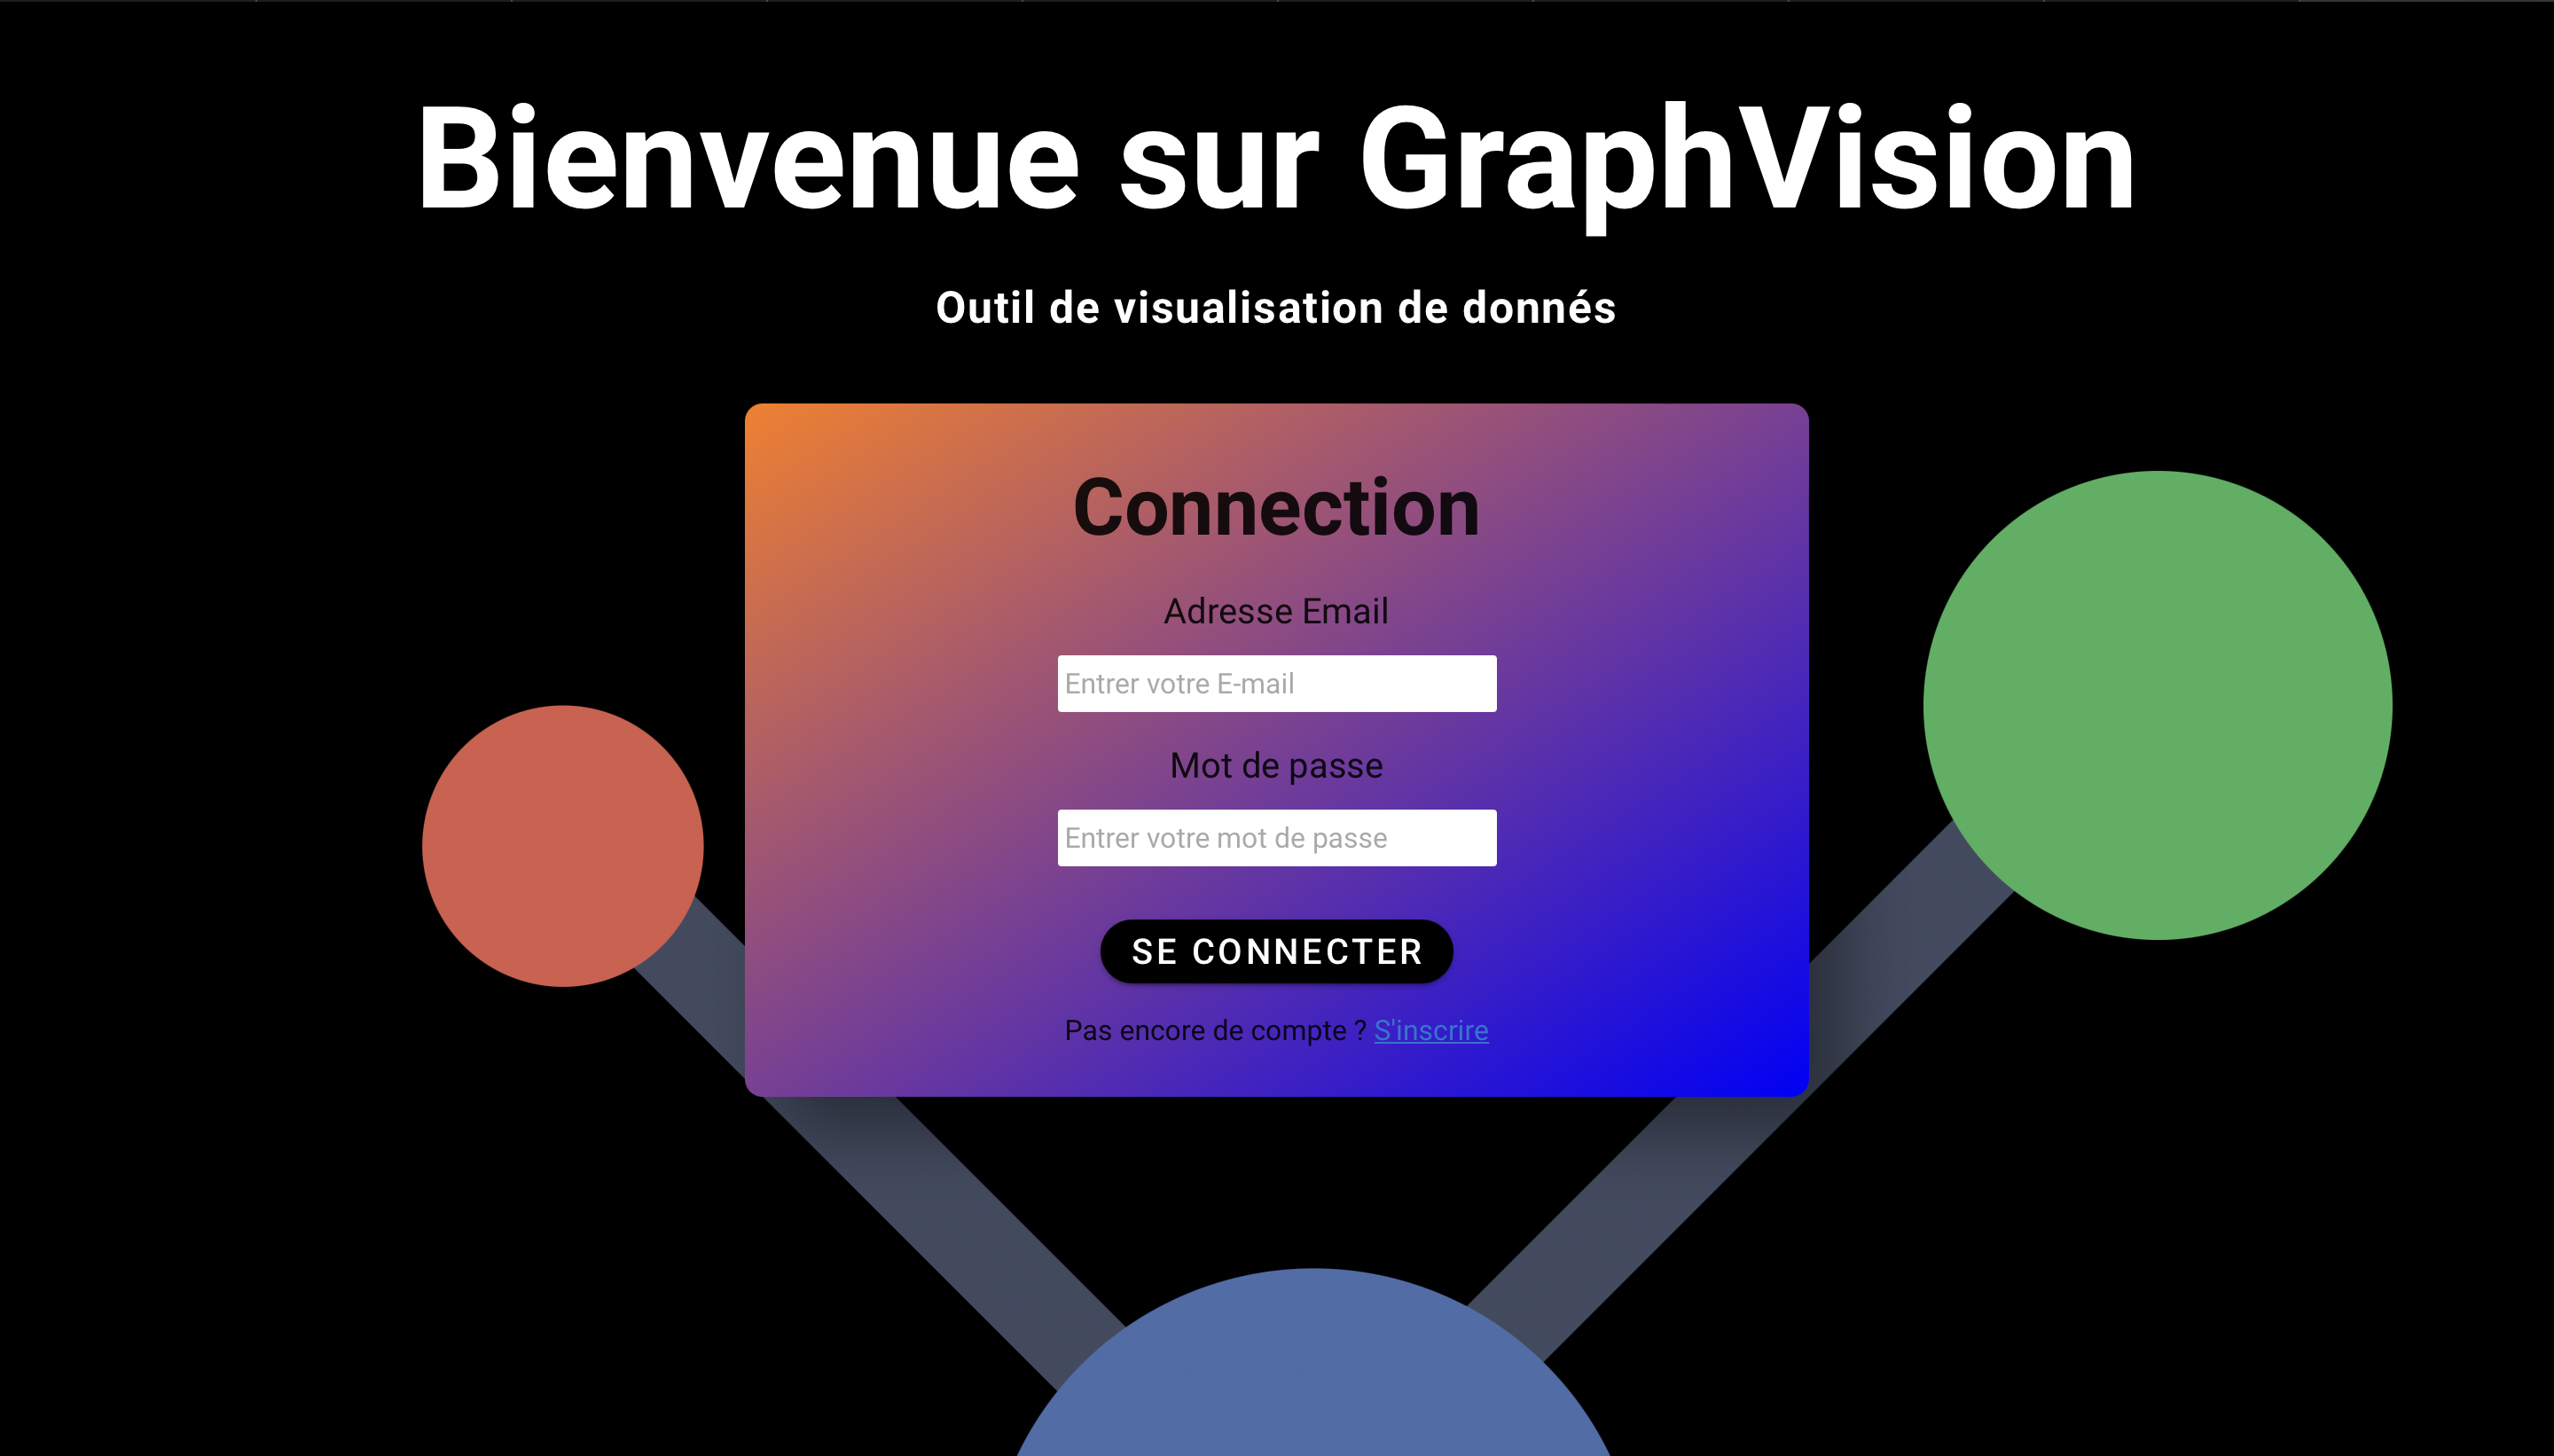 Bienvenue sur GraphVision
Outil de visualisation de donnés
Connection
Adresse Email
Entrer votre E-mail
Mot de passe
Entrer votre mot de passe
SE CONNECTER
Pas encore de compte ? S'inscrire